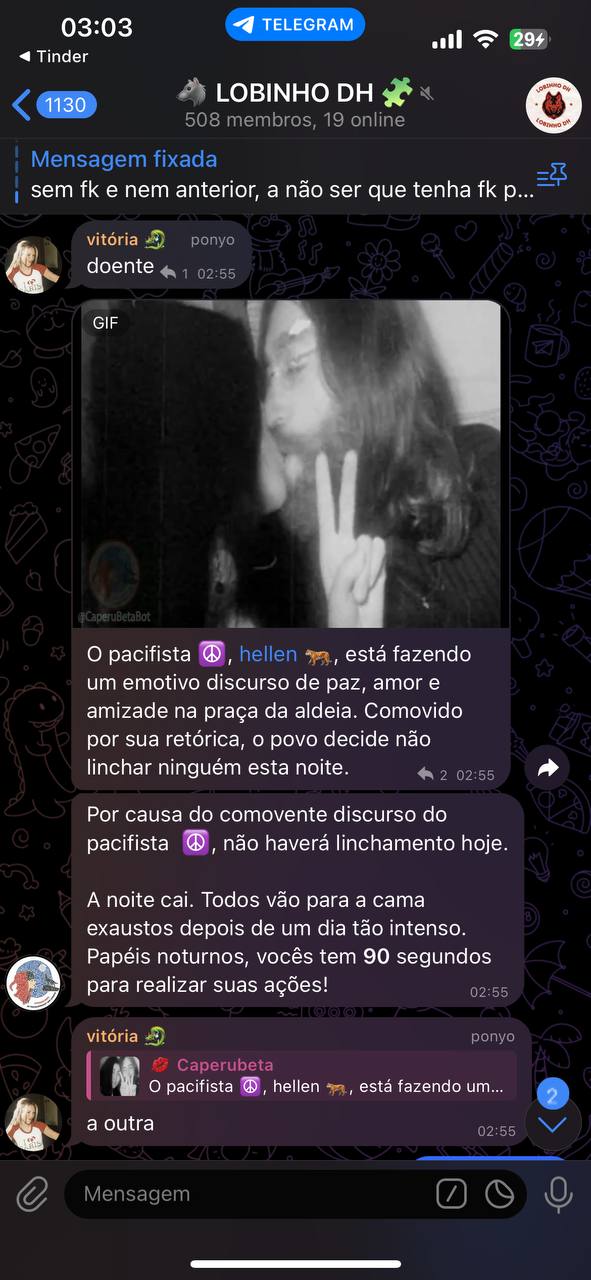 03:03
TELEGRAM
29
◀ Tinder
1130
🐺 LOBINHO DH 🧩
508 membros, 19 online
LOBINHO DH
LOBINHO DH
Mensagem fixada
sem fk e nem anterior, a não ser que tenha fk p...
vitória 🐉 ponyo
doente 1 02:55
GIF
@CaperuBetaBot
O pacifista ☮️, hellen 🐆, está fazendo
um emotivo discurso de paz, amor e
amizade na praça da aldeia. Comovido
por sua retórica, o povo decide não
linchar ninguém esta noite. 2 02:55
Por causa do comovente discurso do
pacifista ☮️, não haverá linchamento hoje.
A noite cai. Todos vão para a cama
exaustos depois de um dia tão intenso.
Papéis noturnos, vocês tem 90 segundos
para realizar suas ações! 02:55
vitória 🐉 ponyo
💋 Caperubeta
O pacifista ☮️, hellen 🐆, está fazendo um...
a outra 02:55
2
Mensagem